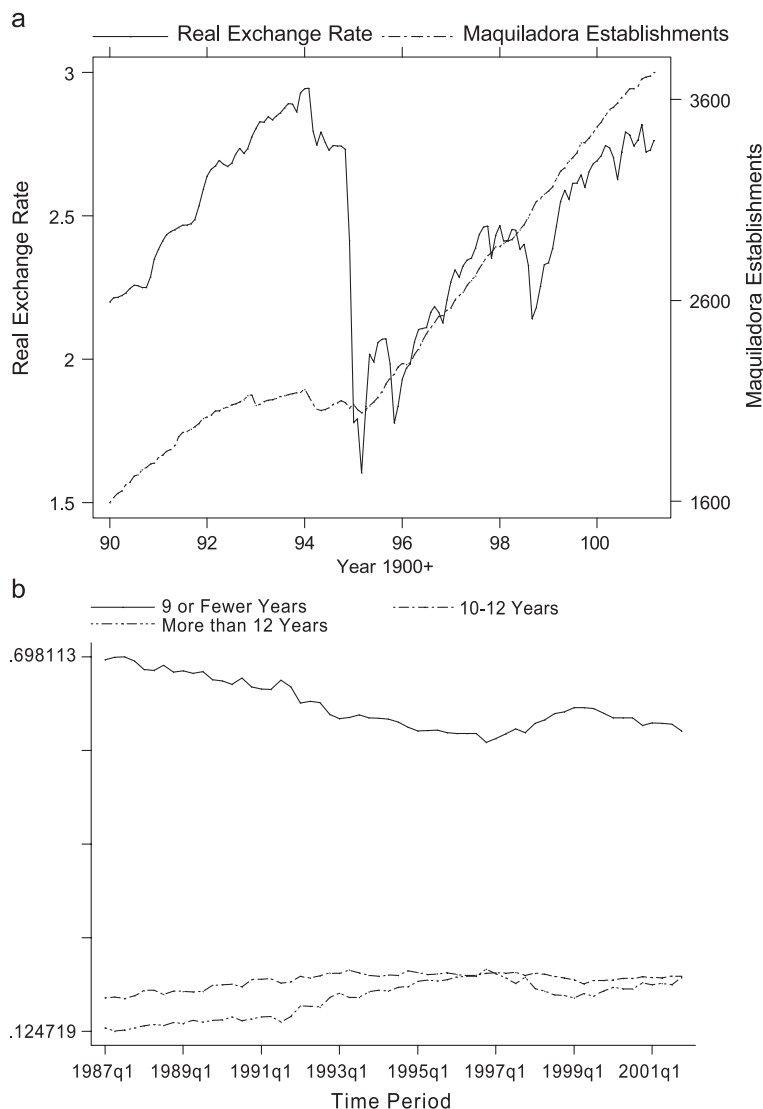 a
Real Exchange Rate Maquiladora Establishments
3
2.5
2
1.5
Real Exchange Rate
3600
2600
1600
Maquiladora Establishments
90 92 94 96 98 100
Year 1900+
b
9 or Fewer Years 10-12 Years
More than 12 Years
.698113
.124719
1987q1 1989q1 1991q1 1993q1 1995q1 1997q1 1999q1 2001q1
Time Period